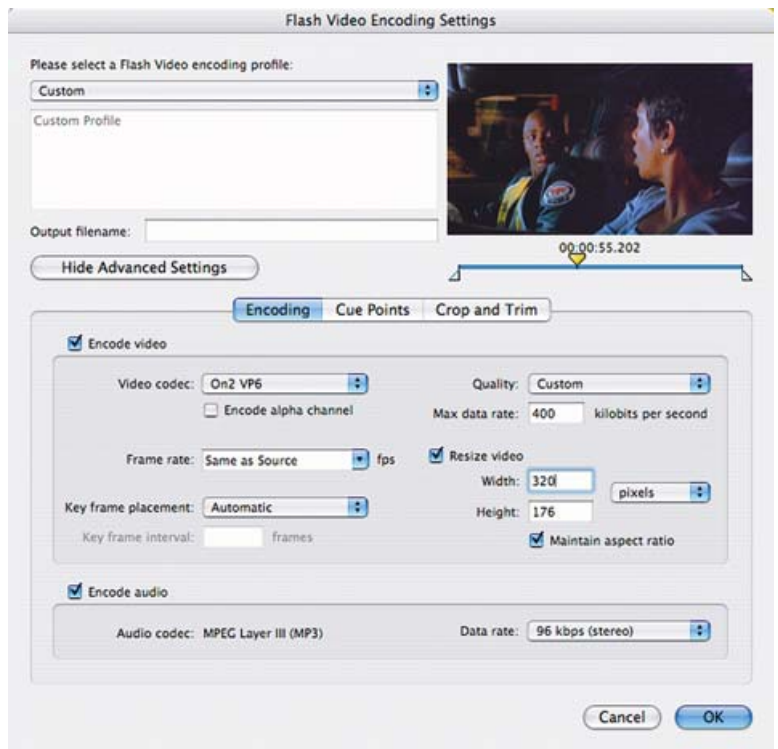 Flash Video Encoding Settings
Please select a Flash Video encoding profile:
Custom
Custom Profile
Output filename:
Hide Advanced Settings
00:00:55.202
Encoding
Cue Points
Crop and Trim
Encode video
Video codec: On2 VP6
Encode alpha channel
Frame rate: Same as Source fps
Key frame placement: Automatic
Key frame interval: frames
Quality: Custom
Max data rate: 400 kilobits per second
Resize video
Width: 320
pixels
Height: 176
Maintain aspect ratio
Encode audio
Audio codec: MPEG Layer III (MP3)
Data rate: 96 kbps (stereo)
Cancel
OK